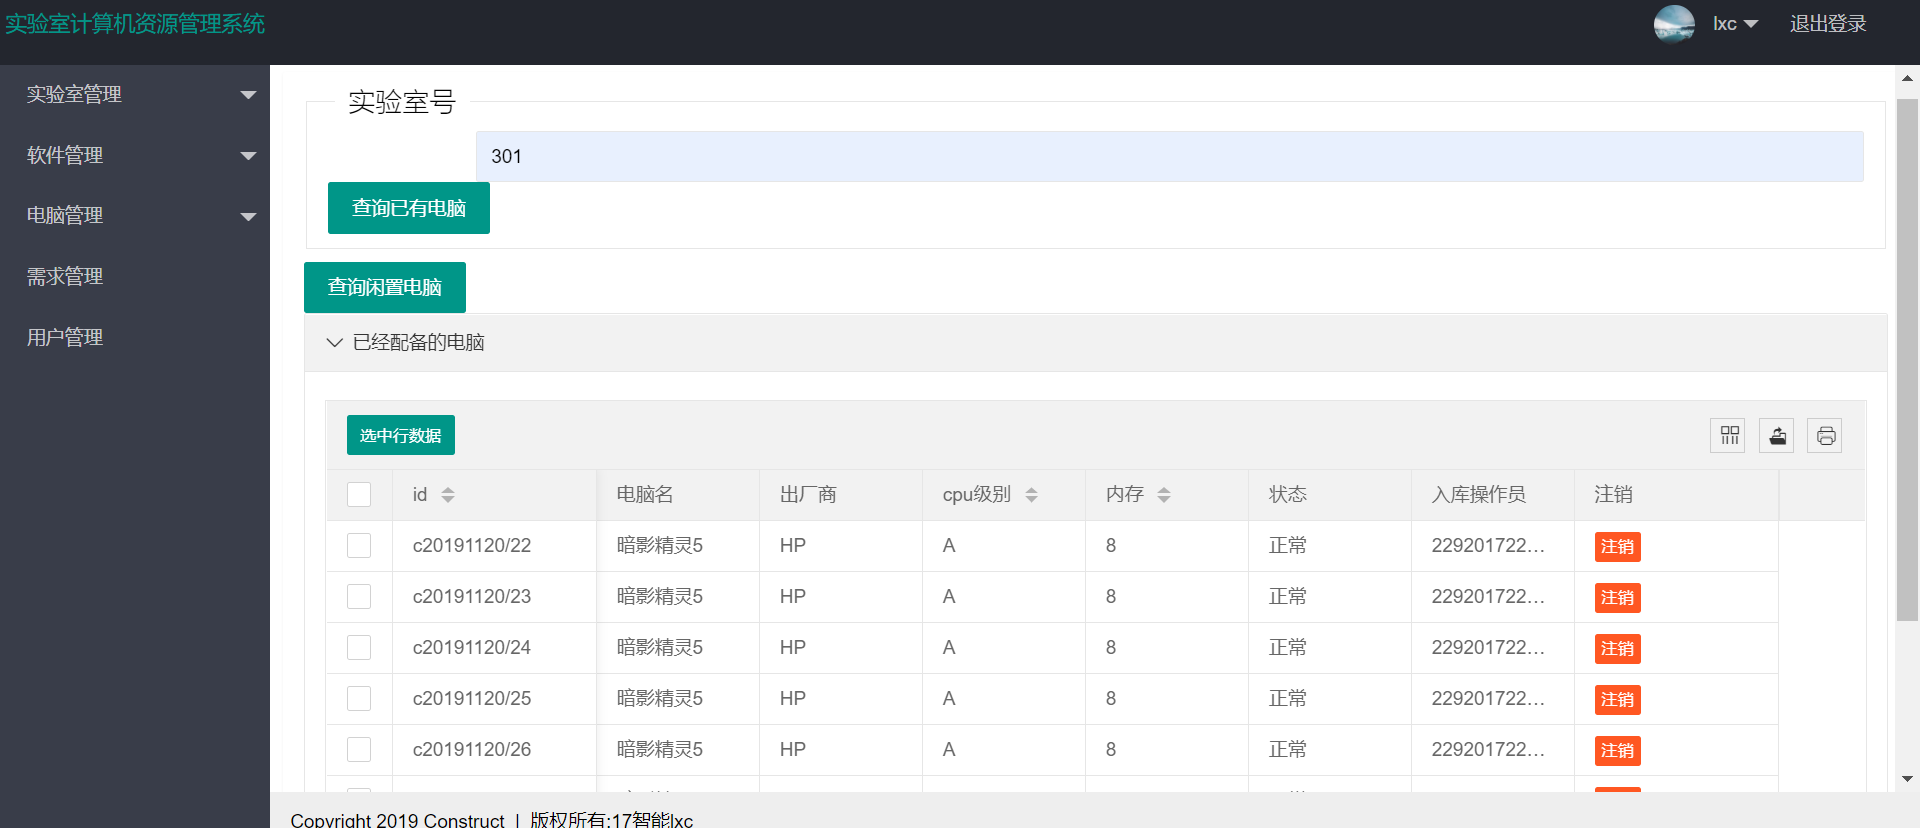 实验室计算机资源管理系统
lxc 退出登录
实验室管理
软件管理
电脑管理
需求管理
用户管理
实验室号
301
查询已有电脑
查询闲置电脑
已经配备的电脑
选中行数据
id 电脑名 出厂商 cpu级别 内存 状态 入库操作员 注销
c20191120/22 暗影精灵5 HP A 8 正常 229201722... 注销
c20191120/23 暗影精灵5 HP A 8 正常 229201722... 注销
c20191120/24 暗影精灵5 HP A 8 正常 229201722... 注销
c20191120/25 暗影精灵5 HP A 8 正常 229201722... 注销
c20191120/26 暗影精灵5 HP A 8 正常 229201722... 注销
Copyright 2019 Construct | 版权所有:17智能lxc